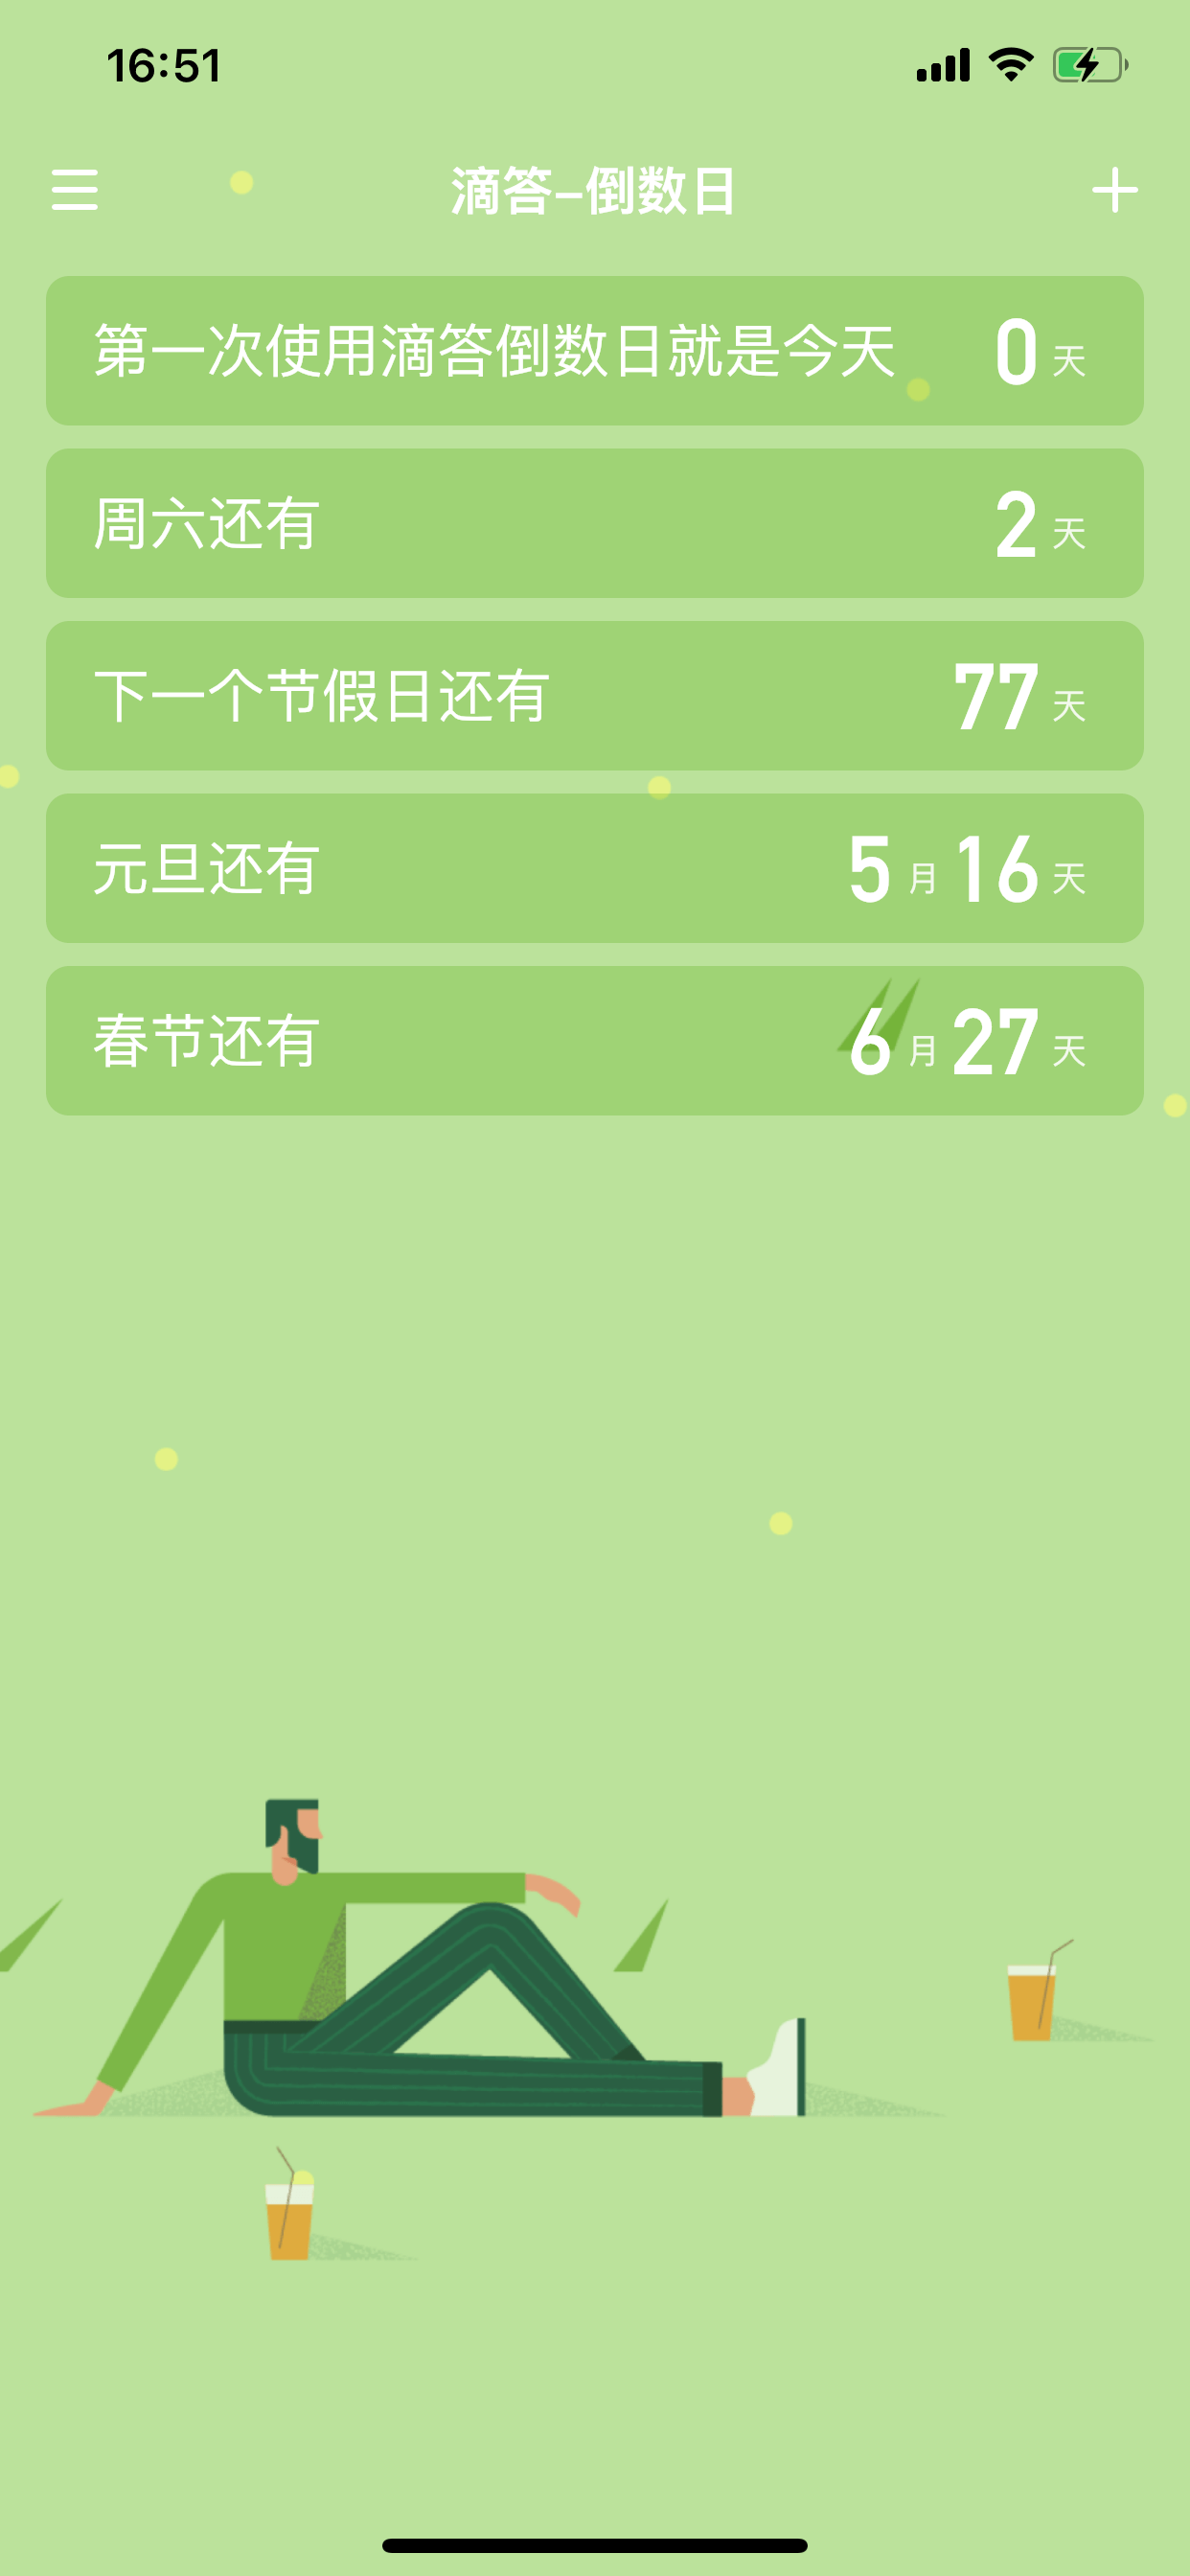 16:51
滴答–倒数日
第一次使用滴答倒数日就是今天 0 天
周六还有 2 天
下一个节假日还有 77 天
元旦还有 5 月 16 天
春节还有 6 月 27 天